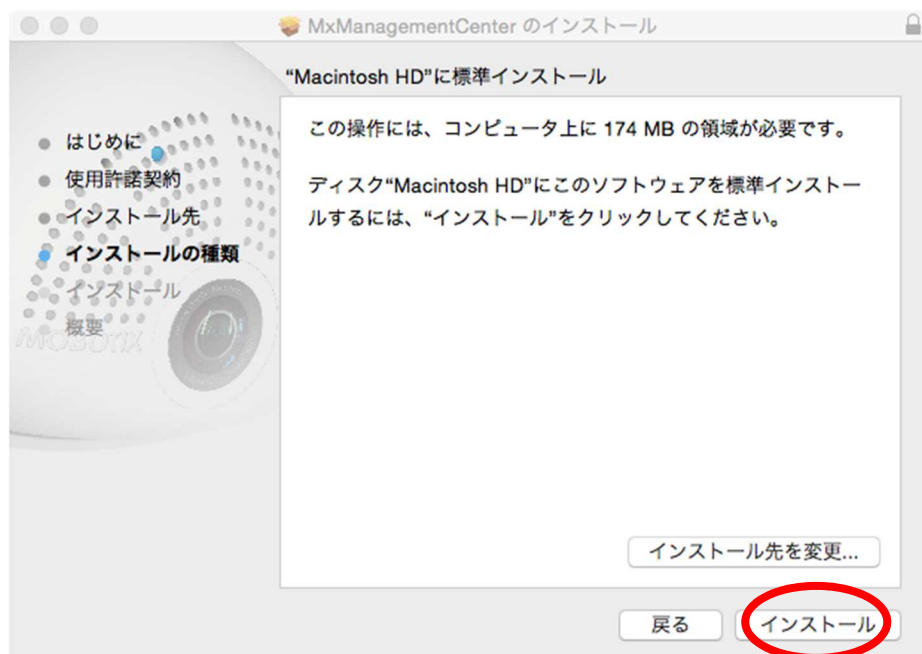 MxManagementCenter のインストール
"Macintosh HD"に標準インストール
はじめに
使用許諾契約
インストール先
インストールの種類
インストール
概要
MOBOTIX
この操作には、コンピュータ上に 174 MB の領域が必要です。
ディスク"Macintosh HD"にこのソフトウェアを標準インストー
ルするには、"インストール"をクリックしてください。
インストール先を変更...
戻る
インストール